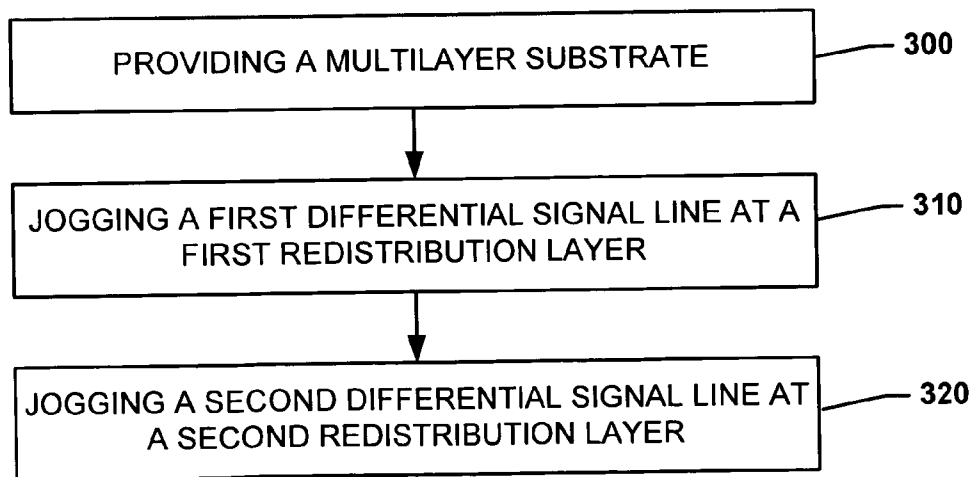 PROVIDING A MULTILAYER SUBSTRATE
300
JOGGING A FIRST DIFFERENTIAL SIGNAL LINE AT A
FIRST REDISTRIBUTION LAYER
310
JOGGING A SECOND DIFFERENTIAL SIGNAL LINE AT
A SECOND REDISTRIBUTION LAYER
320